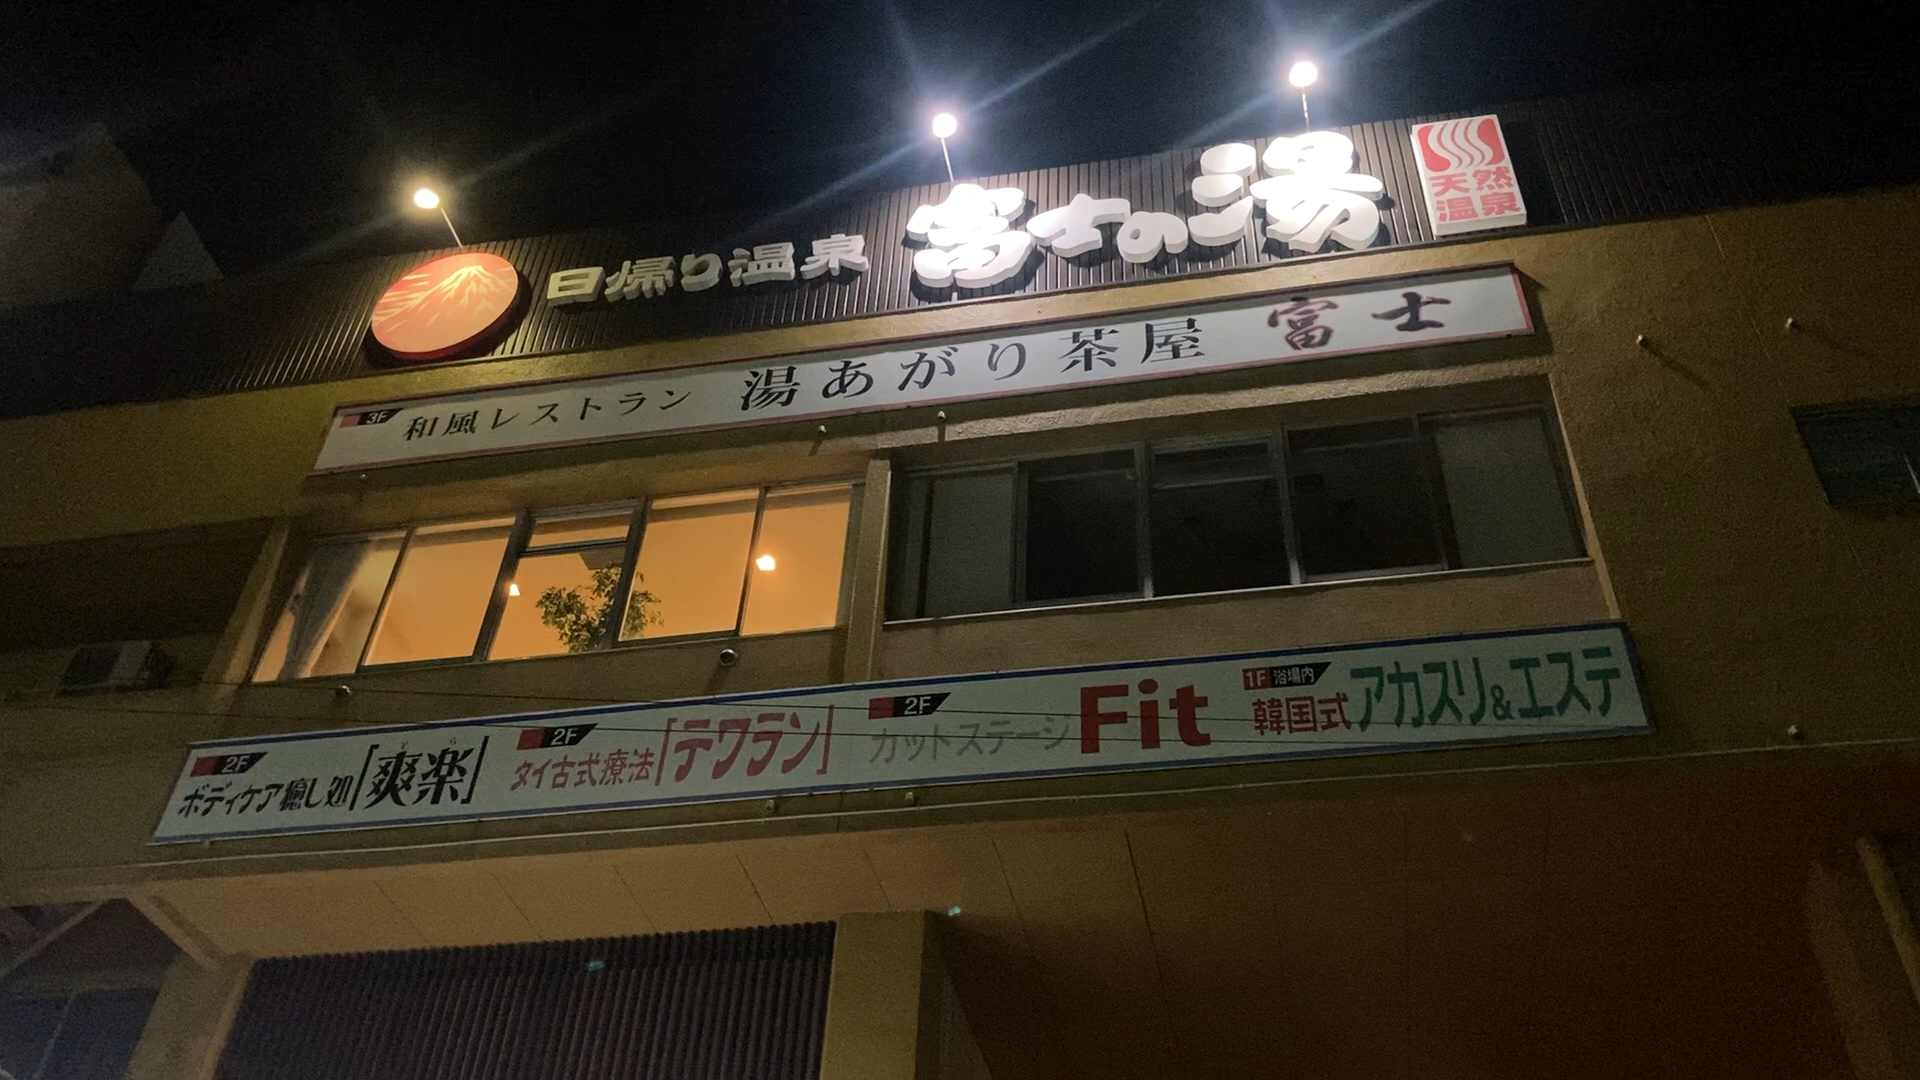 日帰り温泉 富士の湯
天然
温泉
3F 和風レストラン 湯あがり茶屋 富士
2F
ボディケア癒し処「爽楽」
2F
タイ古式療法「テワラン」
2F
カットステージ Fit
1F 浴場内
韓国式アカスリ&エステ